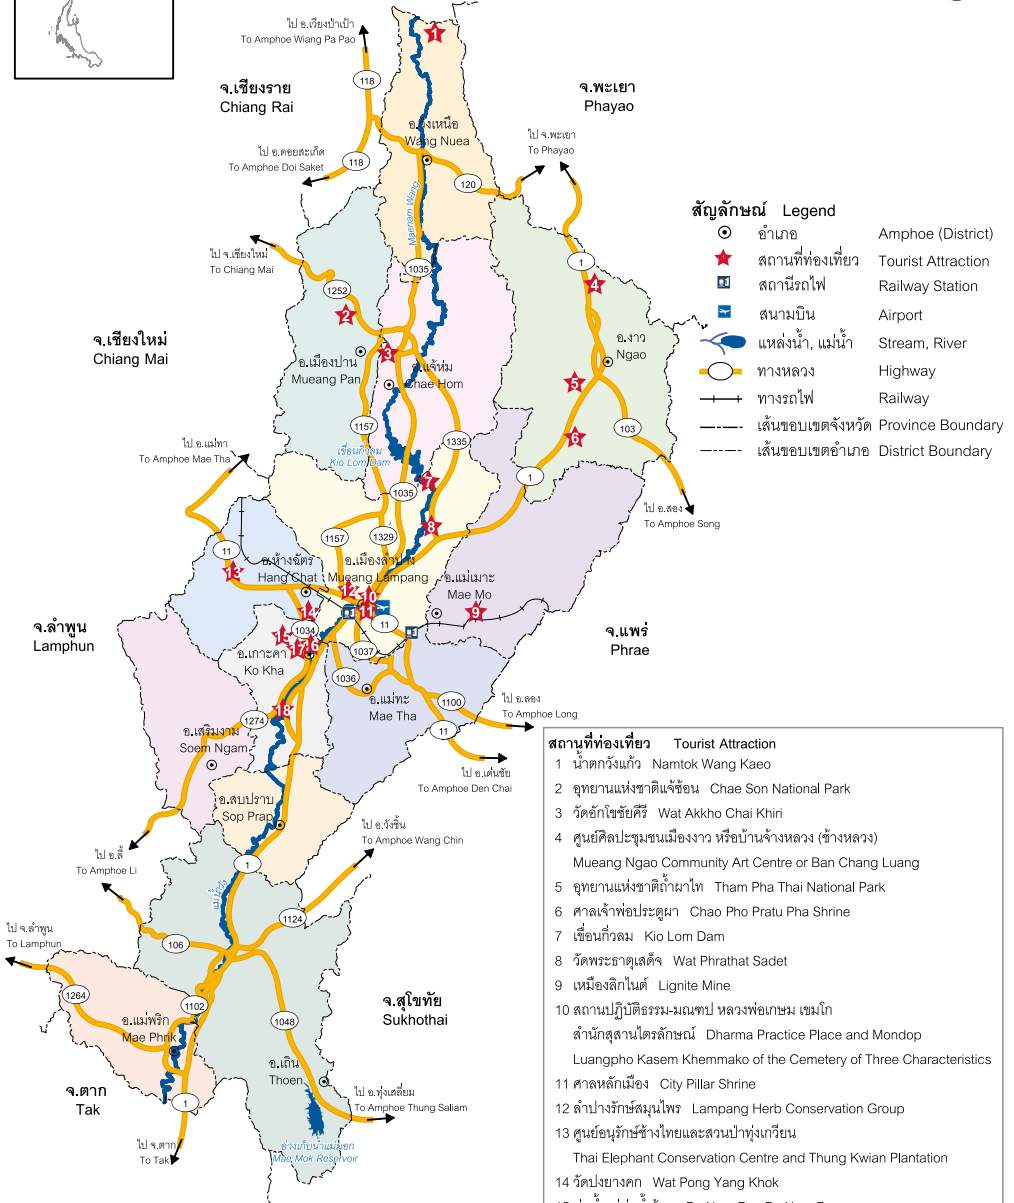 ไป อ.เวียงป่าเป้า
To Amphoe Wiang Pa Pao
1
118
จ.เชียงราย
Chiang Rai
จ.พะเยา
Phayao
อ.วังเหนือ
Wang Nuea
ไป จ.พะเยา
To Phayao
ไป อ.ดอยสะเก็ด
To Amphoe Doi Saket
118
120
Maenam Wang
ไป จ.เชียงใหม่
To Chiang Mai
1035
1
1252
2
4
สัญลักษณ์ Legend
อำเภอ Amphoe (District)
สถานที่ท่องเที่ยว Tourist Attraction
สถานีรถไฟ Railway Station
สนามบิน Airport
แหล่งน้ำ, แม่น้ำ Stream, River
ทางหลวง Highway
ทางรถไฟ Railway
เส้นขอบเขตจังหวัด Province Boundary
เส้นขอบเขตอำเภอ District Boundary
จ.เชียงใหม่
Chiang Mai
อ.เมืองปาน
Mueang Pan
3
อ.แจ้ห่ม
Chae Hom
อ.งาว
Ngao
5
1157
1335
6
103
ไป อ.แม่ทา
To Amphoe Mae Tha
เขื่อนกิ่วลม
Kio Lom Dam
7
1
1035
ไป อ.สอง
To Amphoe Song
8
1157
1329
11
13
อ.ห้างฉัตร
Hang Chat
อ.เมืองลำปาง
Mueang Lampang
อ.แม่เมาะ
Mae Mo
12
10
11
14
9
11
จ.ลำพูน
Lamphun
จ.แพร่
Phrae
1034
15
16
17
อ.เกาะคา
Ko Kha
1037
1036
อ.แม่ทะ
Mae Tha
1100
ไป อ.ลอง
To Amphoe Long
18
1274
11
อ.เสริมงาม
Soem Ngam
ไป อ.เด่นชัย
To Amphoe Den Chai
อ.สบปราบ
Sop Prap
ไป อ.วังชิ้น
To Amphoe Wang Chin
ไป อ.ลี้
To Amphoe Li
1
แม่น้ำวัง
1124
ไป จ.ลำพูน
To Lamphun
106
1264
1102
อ.แม่พริก
Mae Phrik
1048
จ.สุโขทัย
Sukhothai
อ.เถิน
Thoen
จ.ตาก
Tak
1
ไป อ.ทุ่งเสลี่ยม
To Amphoe Thung Saliam
ไป จ.ตาก
To Tak
อ่างเก็บน้ำแม่มอก
Mae Mok Reservoir
สถานที่ท่องเที่ยว Tourist Attraction
1 น้ำตกวังแก้ว Namtok Wang Kaeo
2 อุทยานแห่งชาติแจ้ซ้อน Chae Son National Park
3 วัดอักโขชัยคีรี Wat Akkho Chai Khiri
4 ศูนย์ศิลปะชุมชนเมืองงาว หรือบ้านจ้างหลวง (ช้างหลวง)
Mueang Ngao Community Art Centre or Ban Chang Luang
5 อุทยานแห่งชาติถ้ำผาไท Tham Pha Thai National Park
6 ศาลเจ้าพ่อประตูผา Chao Pho Pratu Pha Shrine
7 เขื่อนกิ่วลม Kio Lom Dam
8 วัดพระธาตุเสด็จ Wat Phrathat Sadet
9 เหมืองลิกไนต์ Lignite Mine
10 สถานปฏิบัติธรรม-มณฑป หลวงพ่อเกษม เขมโก
สำนักสุสานไตรลักษณ์ Dharma Practice Place and Mondop
Luangpho Kasem Khemmako of the Cemetery of Three Characteristics
11 ศาลหลักเมือง City Pillar Shrine
12 ลำปางรักษ์สมุนไพร Lampang Herb Conservation Group
13 ศูนย์อนุรักษ์ช้างไทยและสวนป่าทุ่งเกวียน
Thai Elephant Conservation Centre and Thung Kwian Plantation
14 วัดปงยางคก Wat Pong Yang Khok